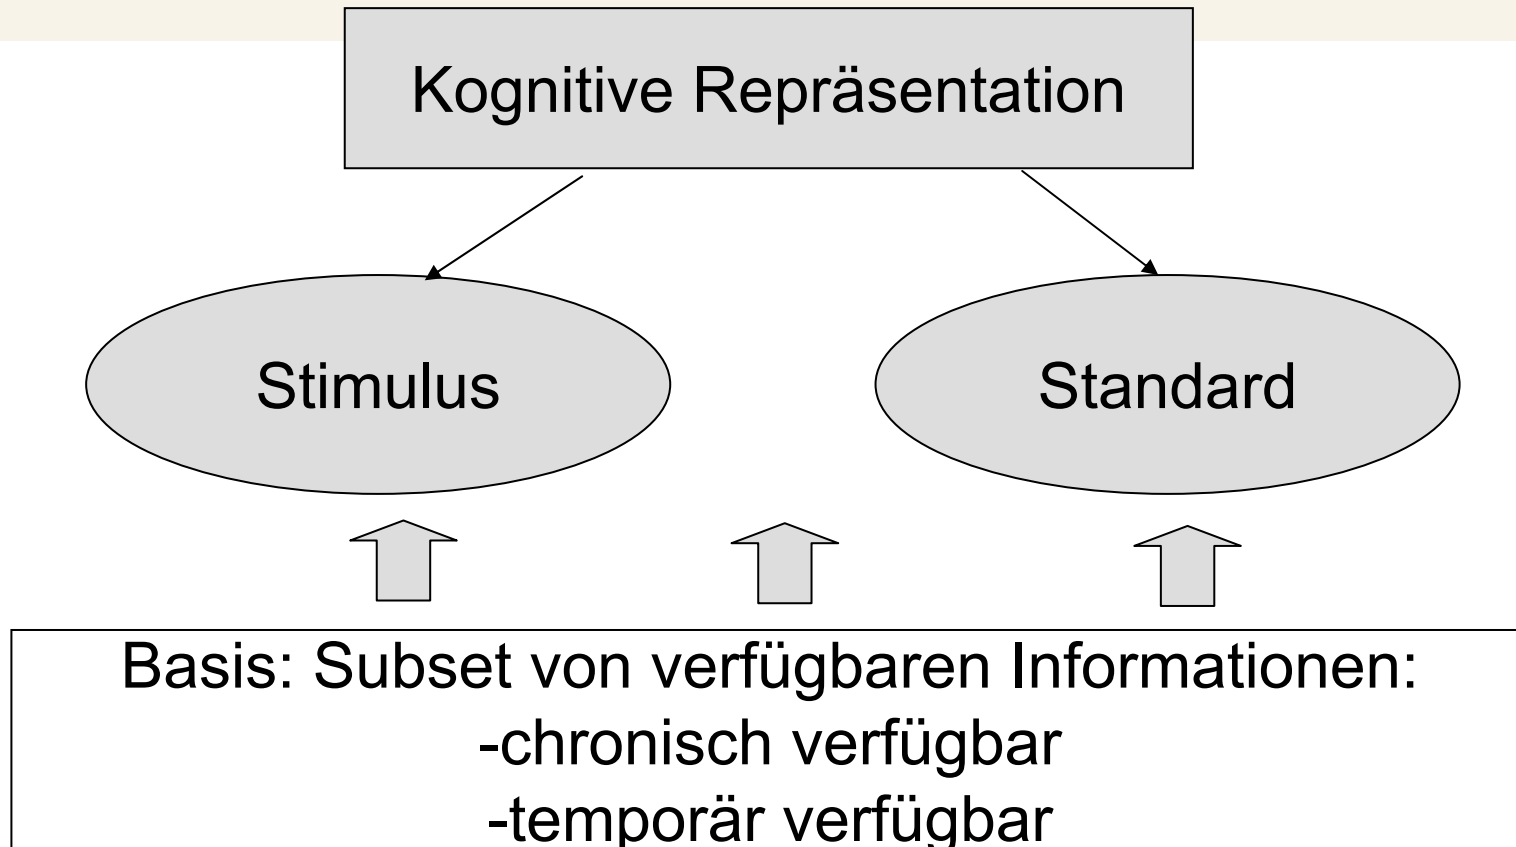 Kognitive Repräsentation
Stimulus
Standard
Basis: Subset von verfügbaren Informationen:
-chronisch verfügbar
-temporär verfügbar